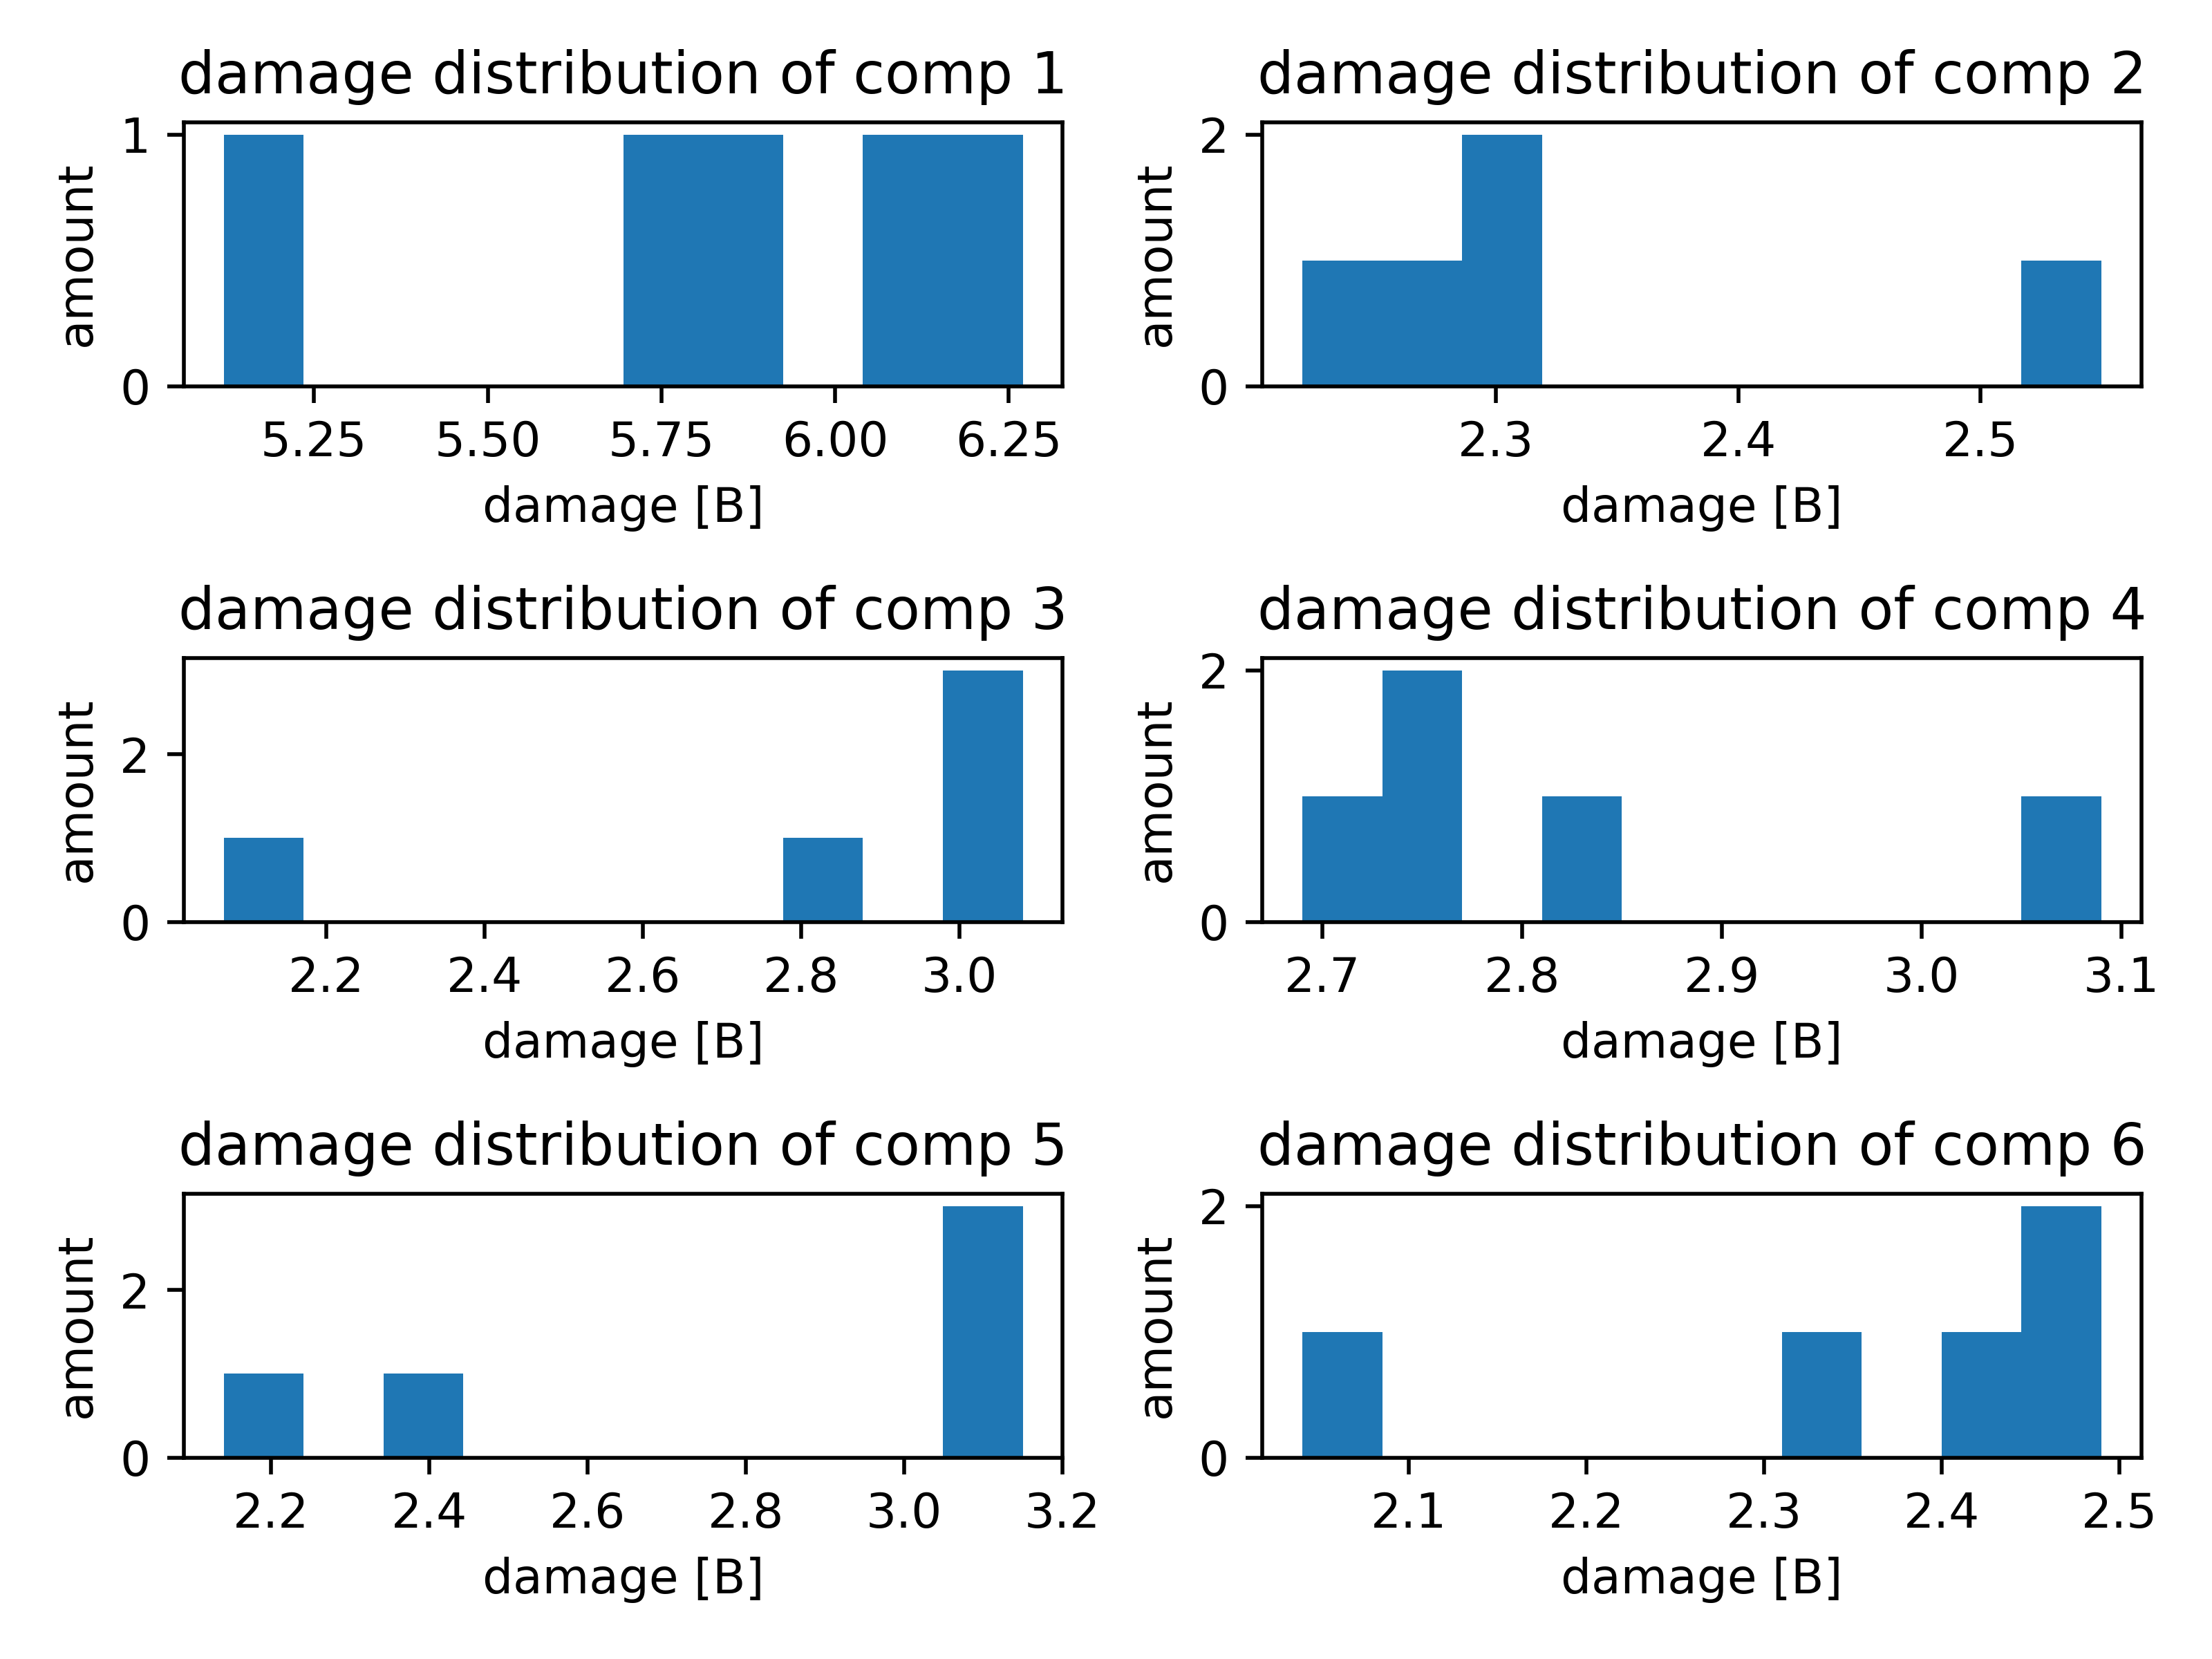 damage distribution of comp 1
amount
1
0
5.25 5.50 5.75 6.00 6.25
damage [B]
damage distribution of comp 2
amount
2
0
2.3 2.4 2.5
damage [B]
damage distribution of comp 3
amount
2
0
2.2 2.4 2.6 2.8 3.0
damage [B]
damage distribution of comp 4
amount
2
0
2.7 2.8 2.9 3.0 3.1
damage [B]
damage distribution of comp 5
amount
2
0
2.2 2.4 2.6 2.8 3.0 3.2
damage [B]
damage distribution of comp 6
amount
2
0
2.1 2.2 2.3 2.4 2.5
damage [B]